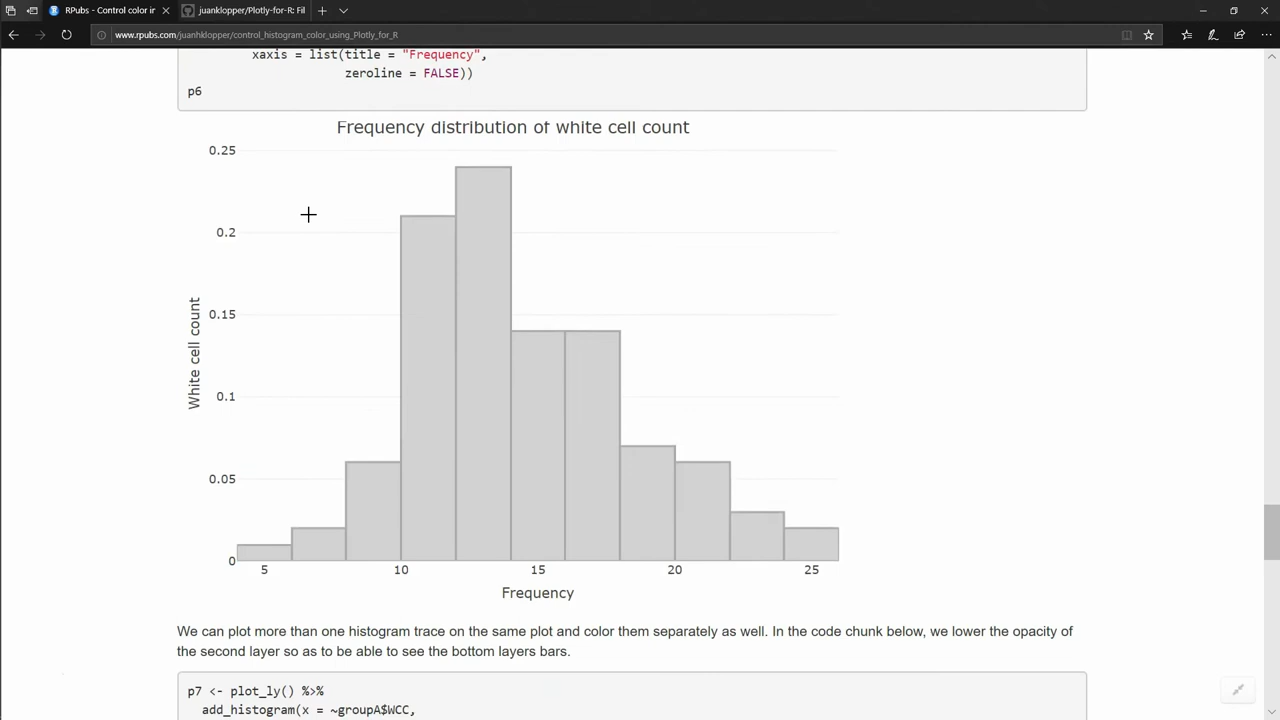 RPubs - Control color ir
juanklopper/Plotly-for-R: Fil
www.rpubs.com/juanhklopper/control_histogram_color_using_Plotly_for_R
xaxis = list(title = "Frequency",
zeroline = FALSE))
p6
Frequency distribution of white cell count
0.25
0.2
0.15
0.1
0.05
0
White cell count
5 10 15 20 25
Frequency
We can plot more than one histogram trace on the same plot and color them separately as well. In the code chunk below, we lower the opacity of
the second layer so as to be able to see the bottom layers bars.
p7 <- plot_ly() %>%
add_histogram(x = ~groupA$WCC,